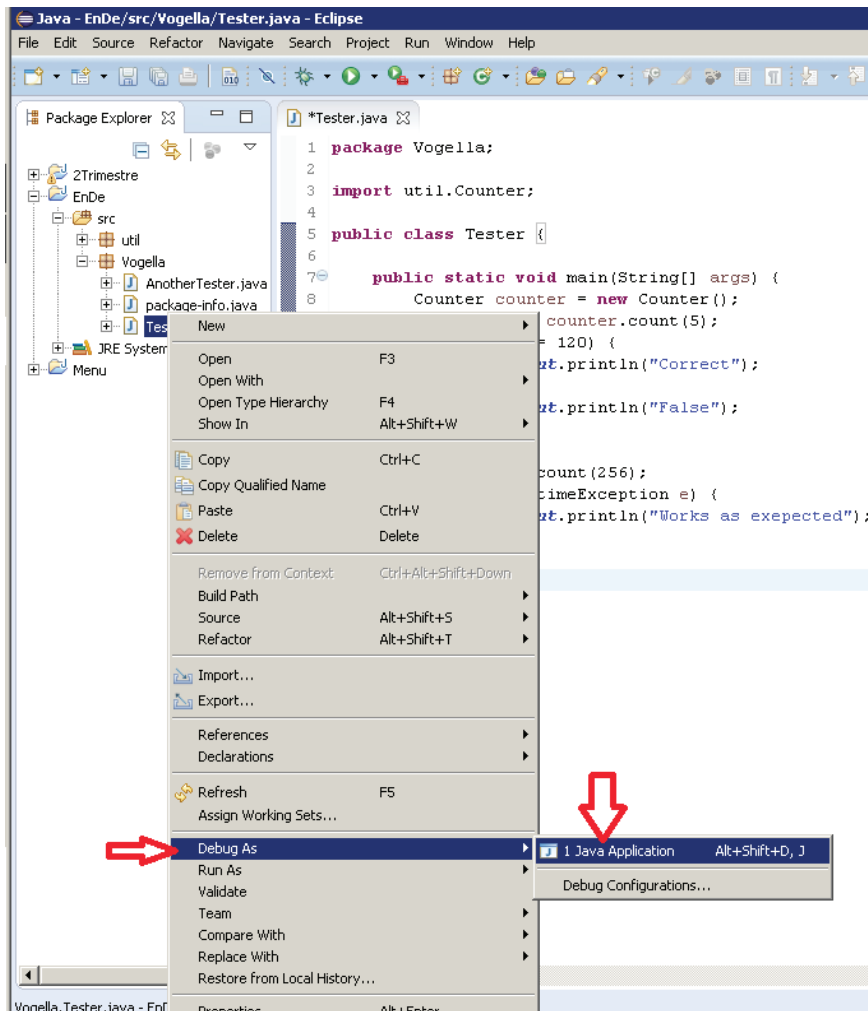 Java - EnDe/src/Vogella/Tester.java - Eclipse
File Edit Source Refactor Navigate Search Project Run Window Help
Package Explorer
*Tester.java
2Trimestre
EnDe
src
util
Vogella
AnotherTester.java
package-info.java
Tes
JRE System
Menu
1 package Vogella;
2
3 import util.Counter;
4
5 public class Tester {
6
7 public static void main(String[] args) {
8 Counter counter = new Counter();
counter.count(5);
= 120) {
ut.println("Correct");
ut.println("False");
count(256);
timeException e) {
ut.println("Works as exepected");
New
Open F3
Open With
Open Type Hierarchy F4
Show In Alt+Shift+W
Copy Ctrl+C
Copy Qualified Name
Paste Ctrl+V
Delete Delete
Remove from Context Ctrl+Alt+Shift+Down
Build Path
Source Alt+Shift+S
Refactor Alt+Shift+T
Import...
Export...
References
Declarations
Refresh F5
Assign Working Sets...
Debug As
Run As
Validate
Team
Compare With
Replace With
Restore from Local History...
Properties Alt+Enter
1 Java Application Alt+Shift+D, J
Debug Configurations...
Vogella.Tester.java - EnD